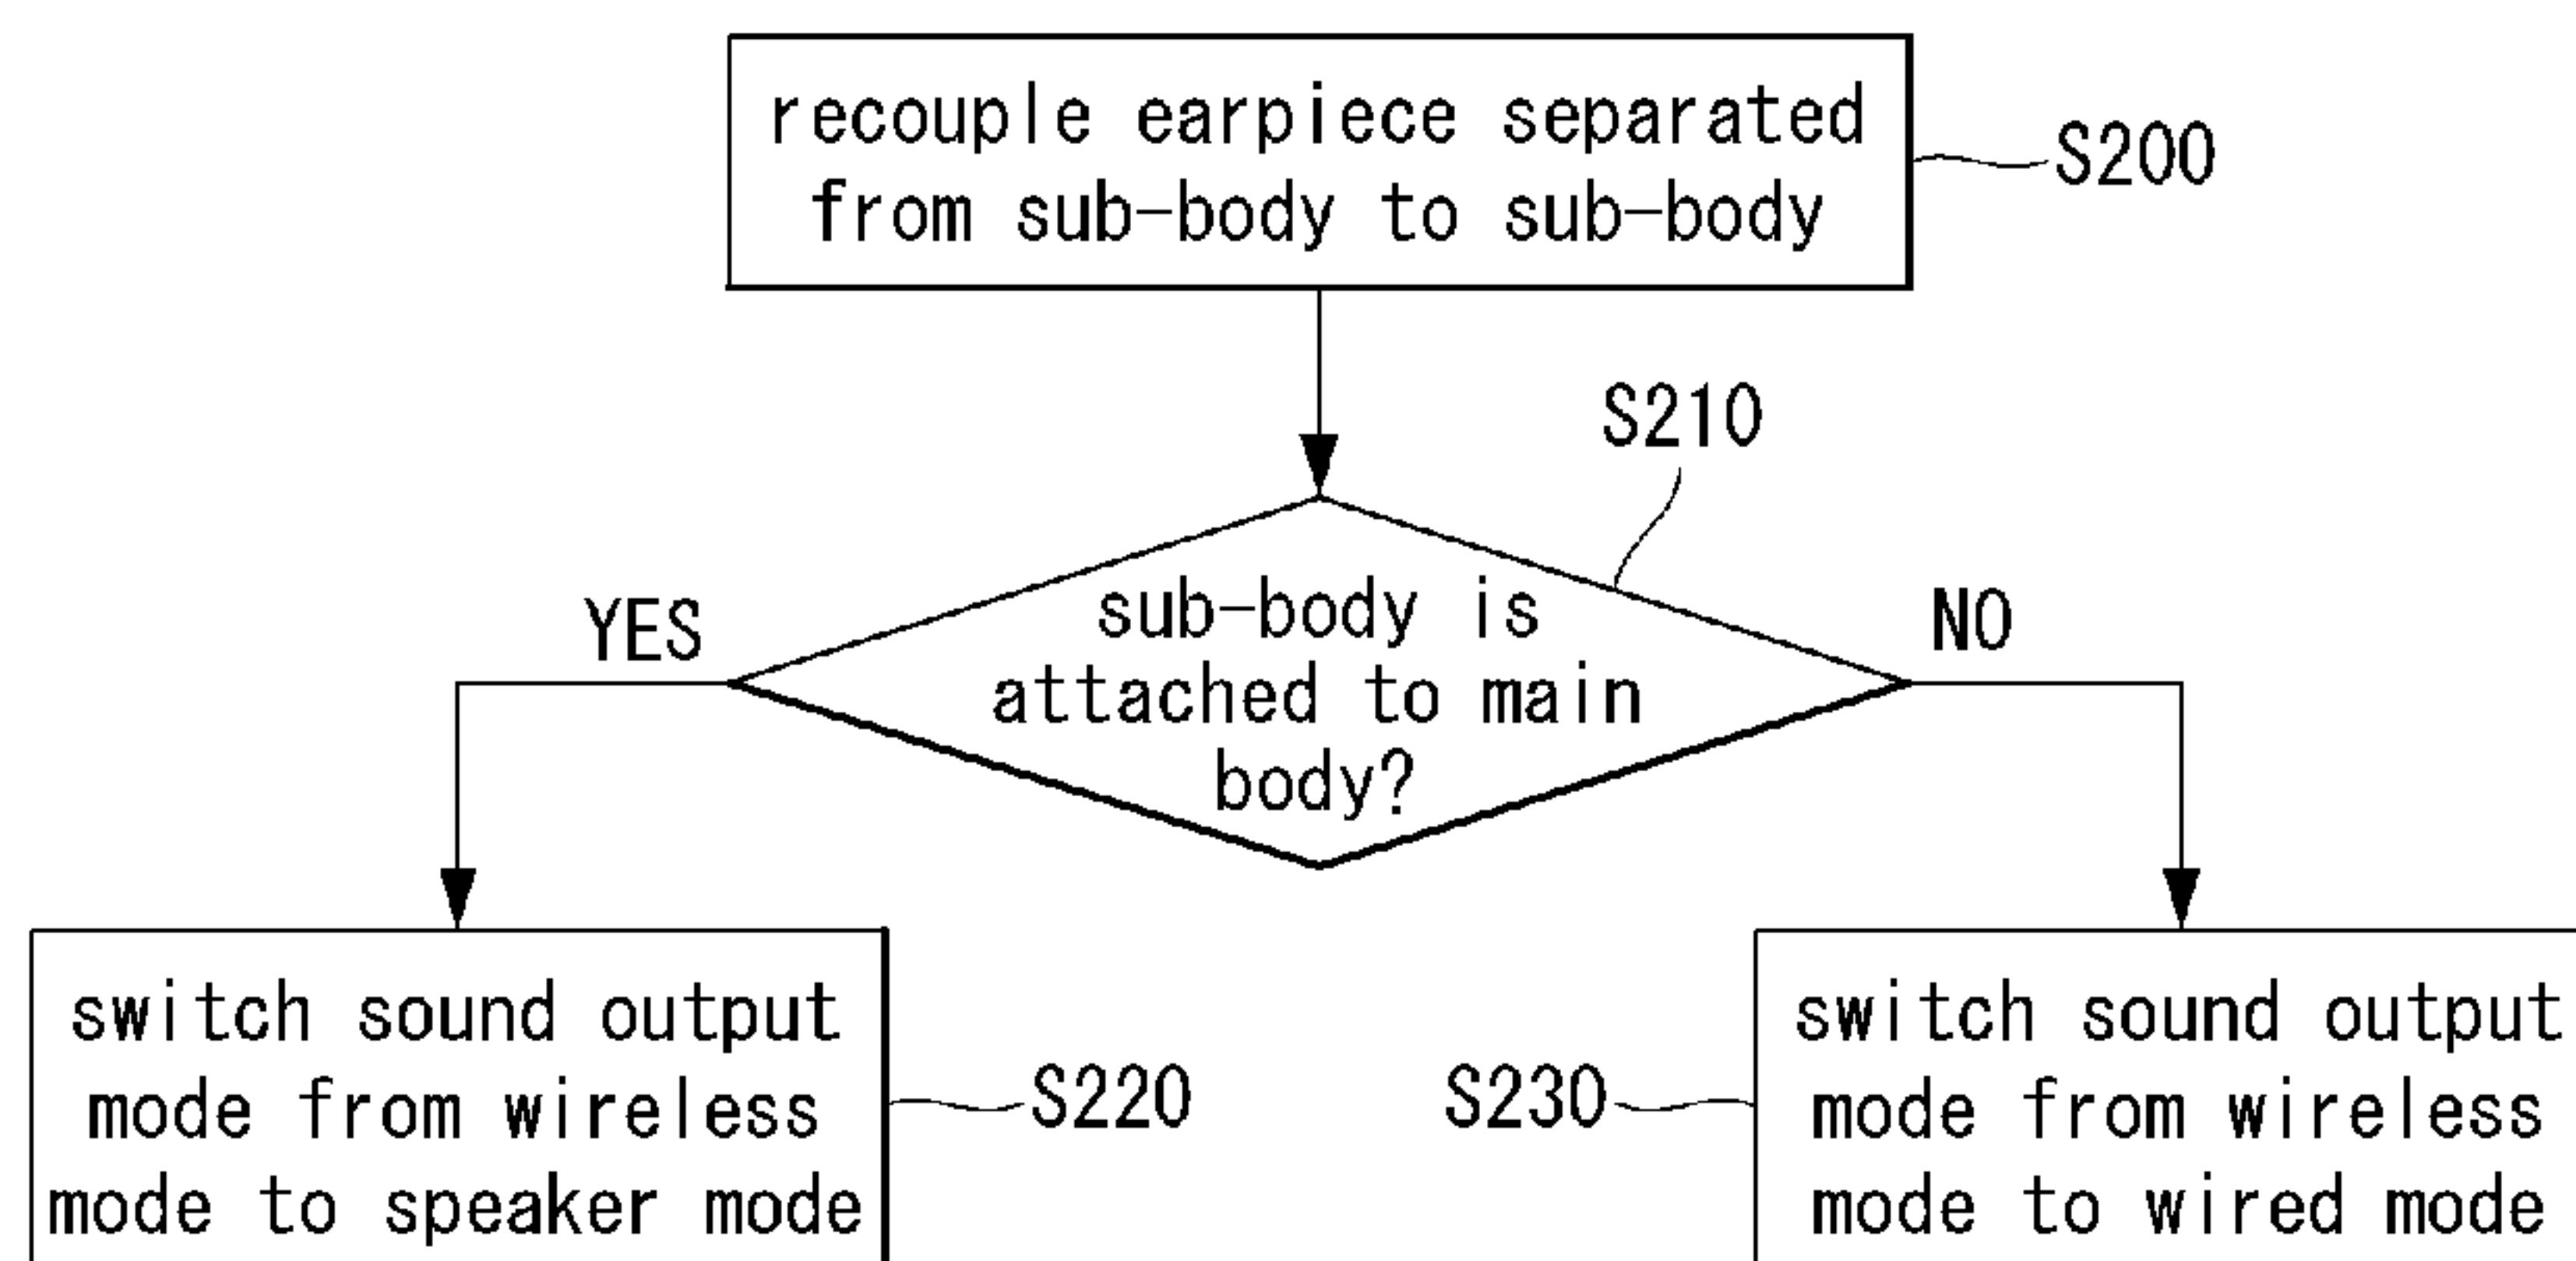 recouple earpiece separated
from sub-body to sub-body
S200
S210
sub-body is
attached to main
body?
YES
NO
switch sound output
mode from wireless
mode to speaker mode
S220
S230
switch sound output
mode from wireless
mode to wired mode